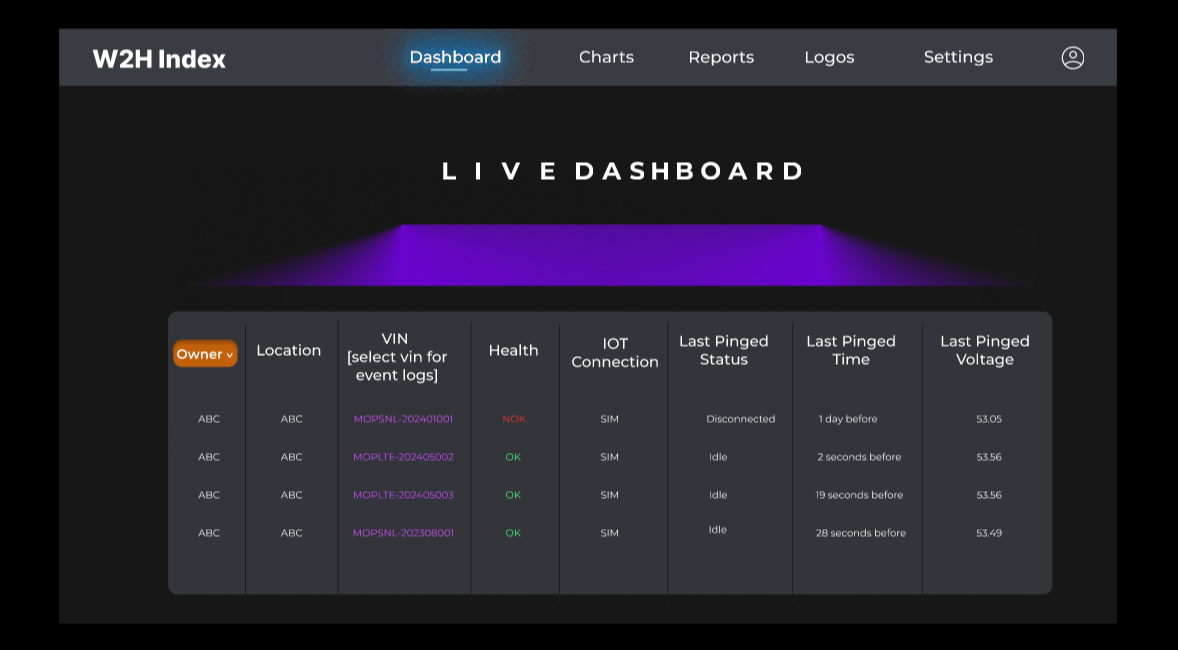 W2H Index
Dashboard
Charts
Reports
Logos
Settings
L I V E DASHBOARD
Owner
Location
VIN
[select vin for
event logs]
Health
IOT
Connection
Last Pinged
Status
Last Pinged
Time
Last Pinged
Voltage
ABC ABC MOPSNL-202401001 NOK SIM Disconnected 1 day before 53.05
ABC ABC MOPLTE-202405002 OK SIM Idle 2 seconds before 53.56
ABC ABC MOPLTE-202405003 OK SIM Idle 19 seconds before 53.56
ABC ABC MOPSNL-202308001 OK SIM Idle 28 seconds before 53.49